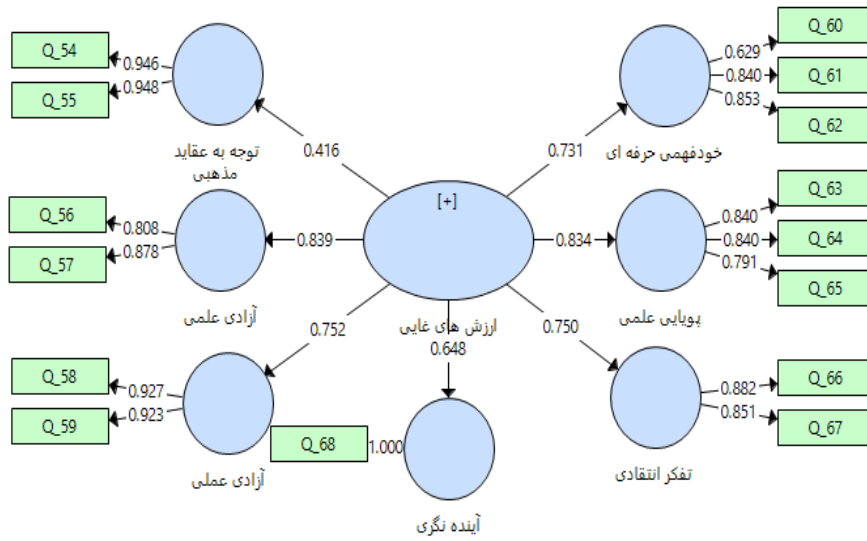 Q_54
0.946
0.948
Q_55
توجه به عقاید
مذهبی
0.416
Q_60
0.629
Q_61
0.840
0.853
Q_62
خودفهمی حرفه ای
0.731
[+]
Q_56
0.808
0.878
Q_57
آزادی علمی
0.839
0.834
Q_63
0.840
Q_64
0.840
0.791
Q_65
پویایی علمی
ارزش های غایی
0.752
0.648
0.750
Q_58
0.927
0.923
Q_59
آزادی عملی
Q_68
1.000
آینده نگری
Q_66
0.882
0.851
Q_67
تفکر انتقادی